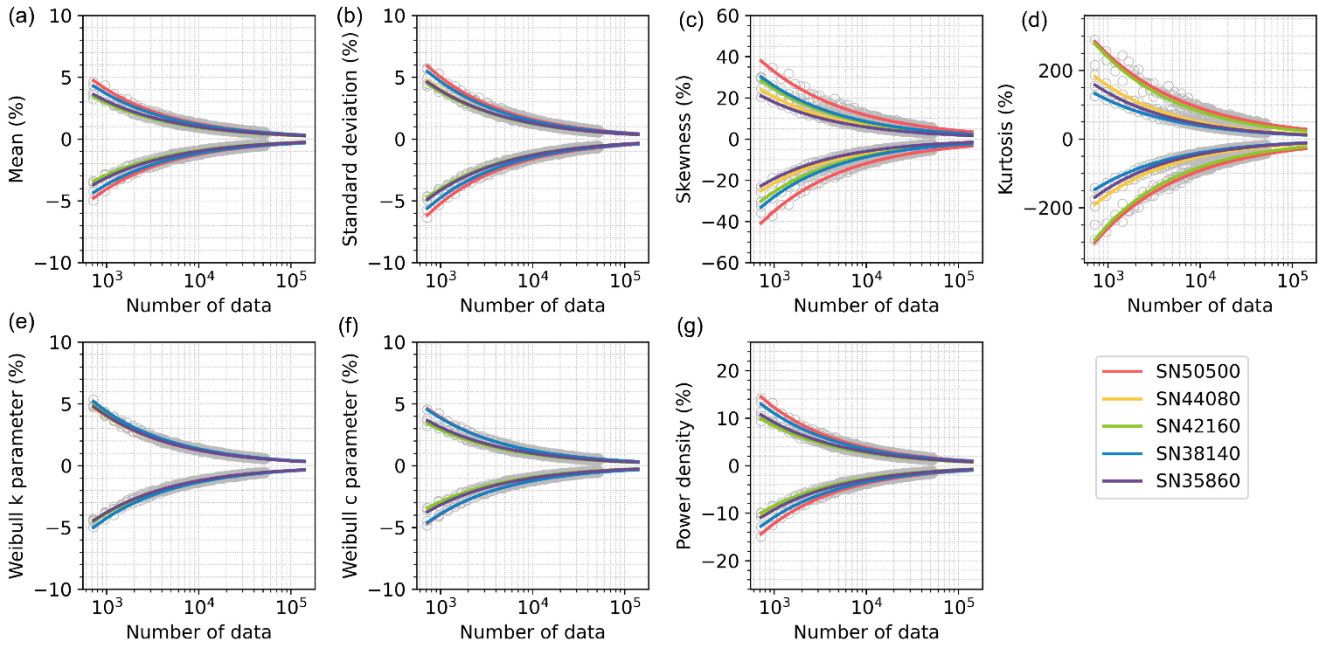 (a)
Mean (%)
10
5
0
−5
−10
10³
10⁴
10⁵
Number of data
(b)
Standard deviation (%)
10
5
0
−5
−10
10³
10⁴
10⁵
Number of data
(c)
Skewness (%)
60
40
20
0
−20
−40
−60
10³
10⁴
10⁵
Number of data
(d)
Kurtosis (%)
200
0
−200
10³
10⁴
10⁵
Number of data
(e)
Weibull k parameter (%)
10
5
0
−5
−10
10³
10⁴
10⁵
Number of data
(f)
Weibull c parameter (%)
10
5
0
−5
−10
10³
10⁴
10⁵
Number of data
(g)
Power density (%)
20
10
0
−10
−20
10³
10⁴
10⁵
Number of data
SN50500
SN44080
SN42160
SN38140
SN35860